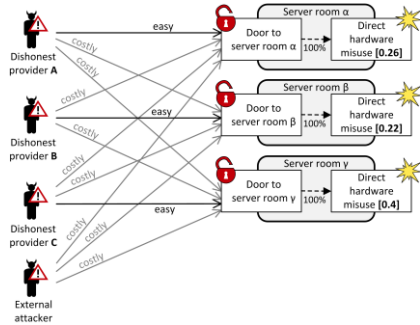 Dishonest
provider A
Dishonest
provider B
Dishonest
provider C
External
attacker
easy
costly
costly
costly
easy
costly
costly
costly
easy
costly
costly
costly
Server room α
Door to
server room α
100%
Direct
hardware
misuse [0.26]
Server room β
Door to
server room β
100%
Direct
hardware
misuse [0.22]
Server room γ
Door to
server room γ
100%
Direct
hardware
misuse [0.4]